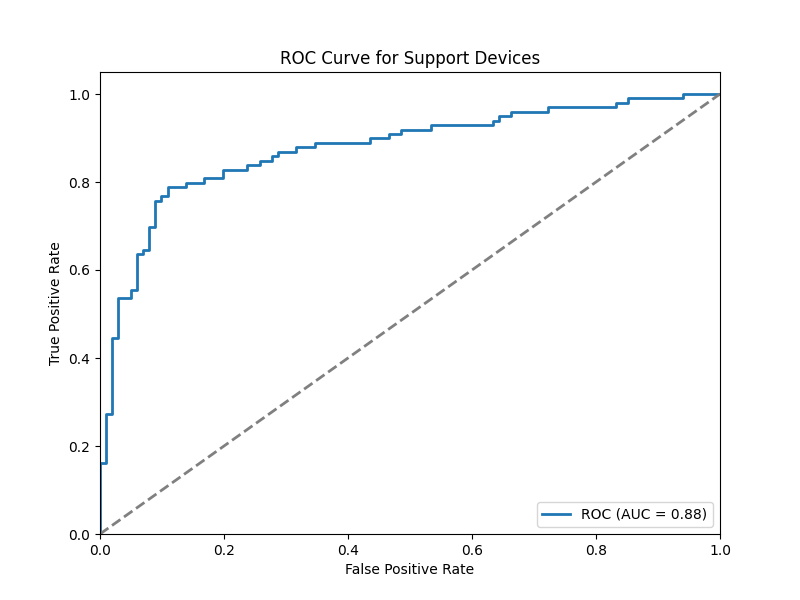 ROC Curve for Support Devices
True Positive Rate
1.0
0.8
0.6
0.4
0.2
0.0
ROC (AUC = 0.88)
0.0 0.2 0.4 0.6 0.8 1.0
False Positive Rate